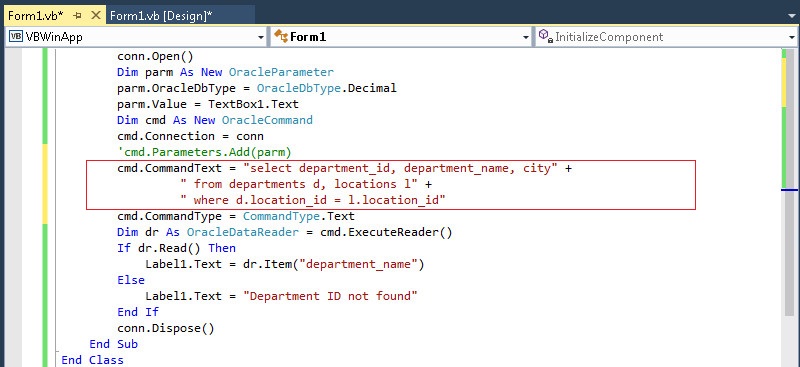 Form1.vb* Form1.vb [Design]*
VBWinApp Form1 InitializeComponent
conn.Open()
Dim parm As New OracleParameter
parm.OracleDbType = OracleDbType.Decimal
parm.Value = TextBox1.Text
Dim cmd As New OracleCommand
cmd.Connection = conn
'cmd.Parameters.Add(parm)
cmd.CommandText = "select department_id, department_name, city" +
" from departments d, locations l" +
" where d.location_id = l.location_id"
cmd.CommandType = CommandType.Text
Dim dr As OracleDataReader = cmd.ExecuteReader()
If dr.Read() Then
Label1.Text = dr.Item("department_name")
Else
Label1.Text = "Department ID not found"
End If
conn.Dispose()
End Sub
End Class